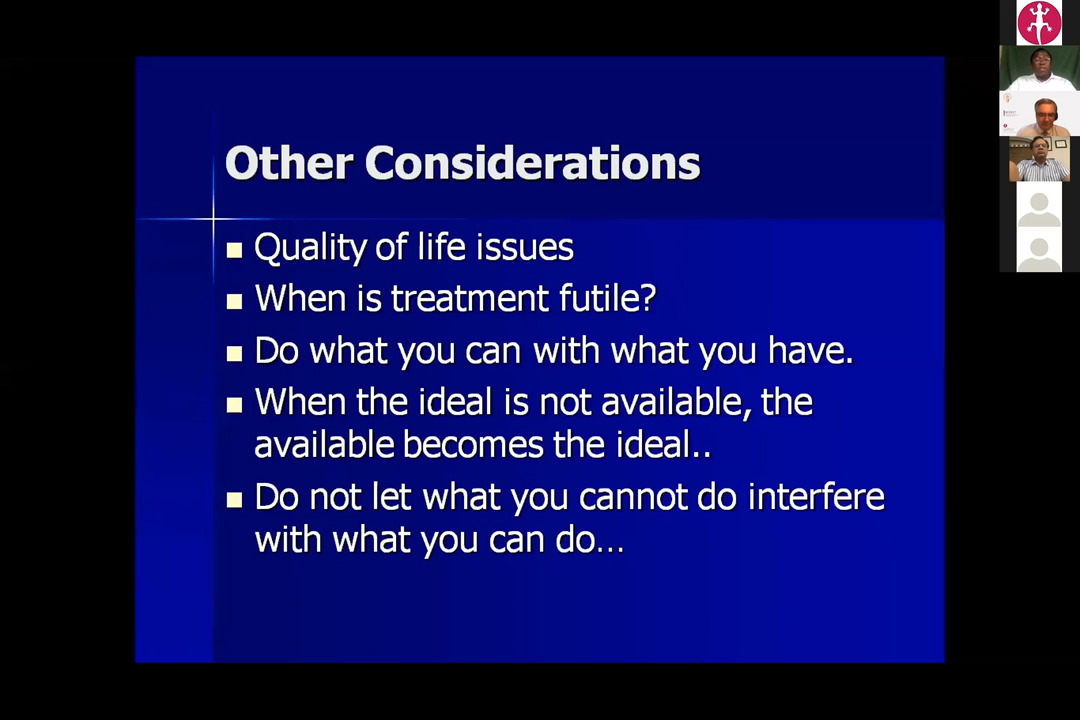 Other Considerations
Quality of life issues
When is treatment futile?
Do what you can with what you have.
When the ideal is not available, the
available becomes the ideal..
Do not let what you cannot do interfere
with what you can do...